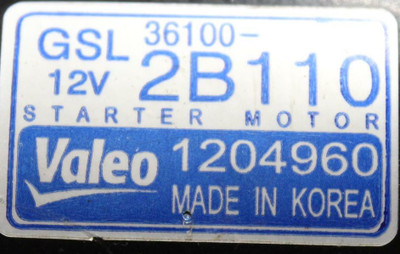 GSL 36100-
12V 2B110
STARTER MOTOR
Valeo 1204960
MADE IN KOREA